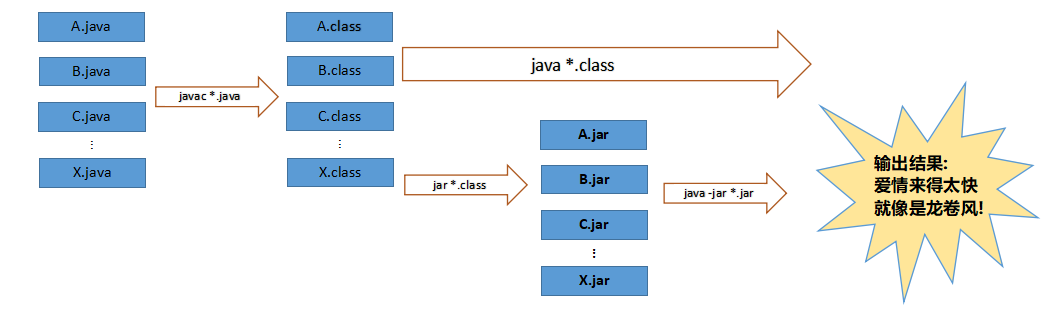 A.java
B.java
C.java
...
X.java
javac *.java
A.class
B.class
C.class
...
X.class
java *.class
jar *.class
A.jar
B.jar
C.jar
...
X.jar
java -jar *.jar
输出结果:
爱情来得太快
就像是龙卷风!